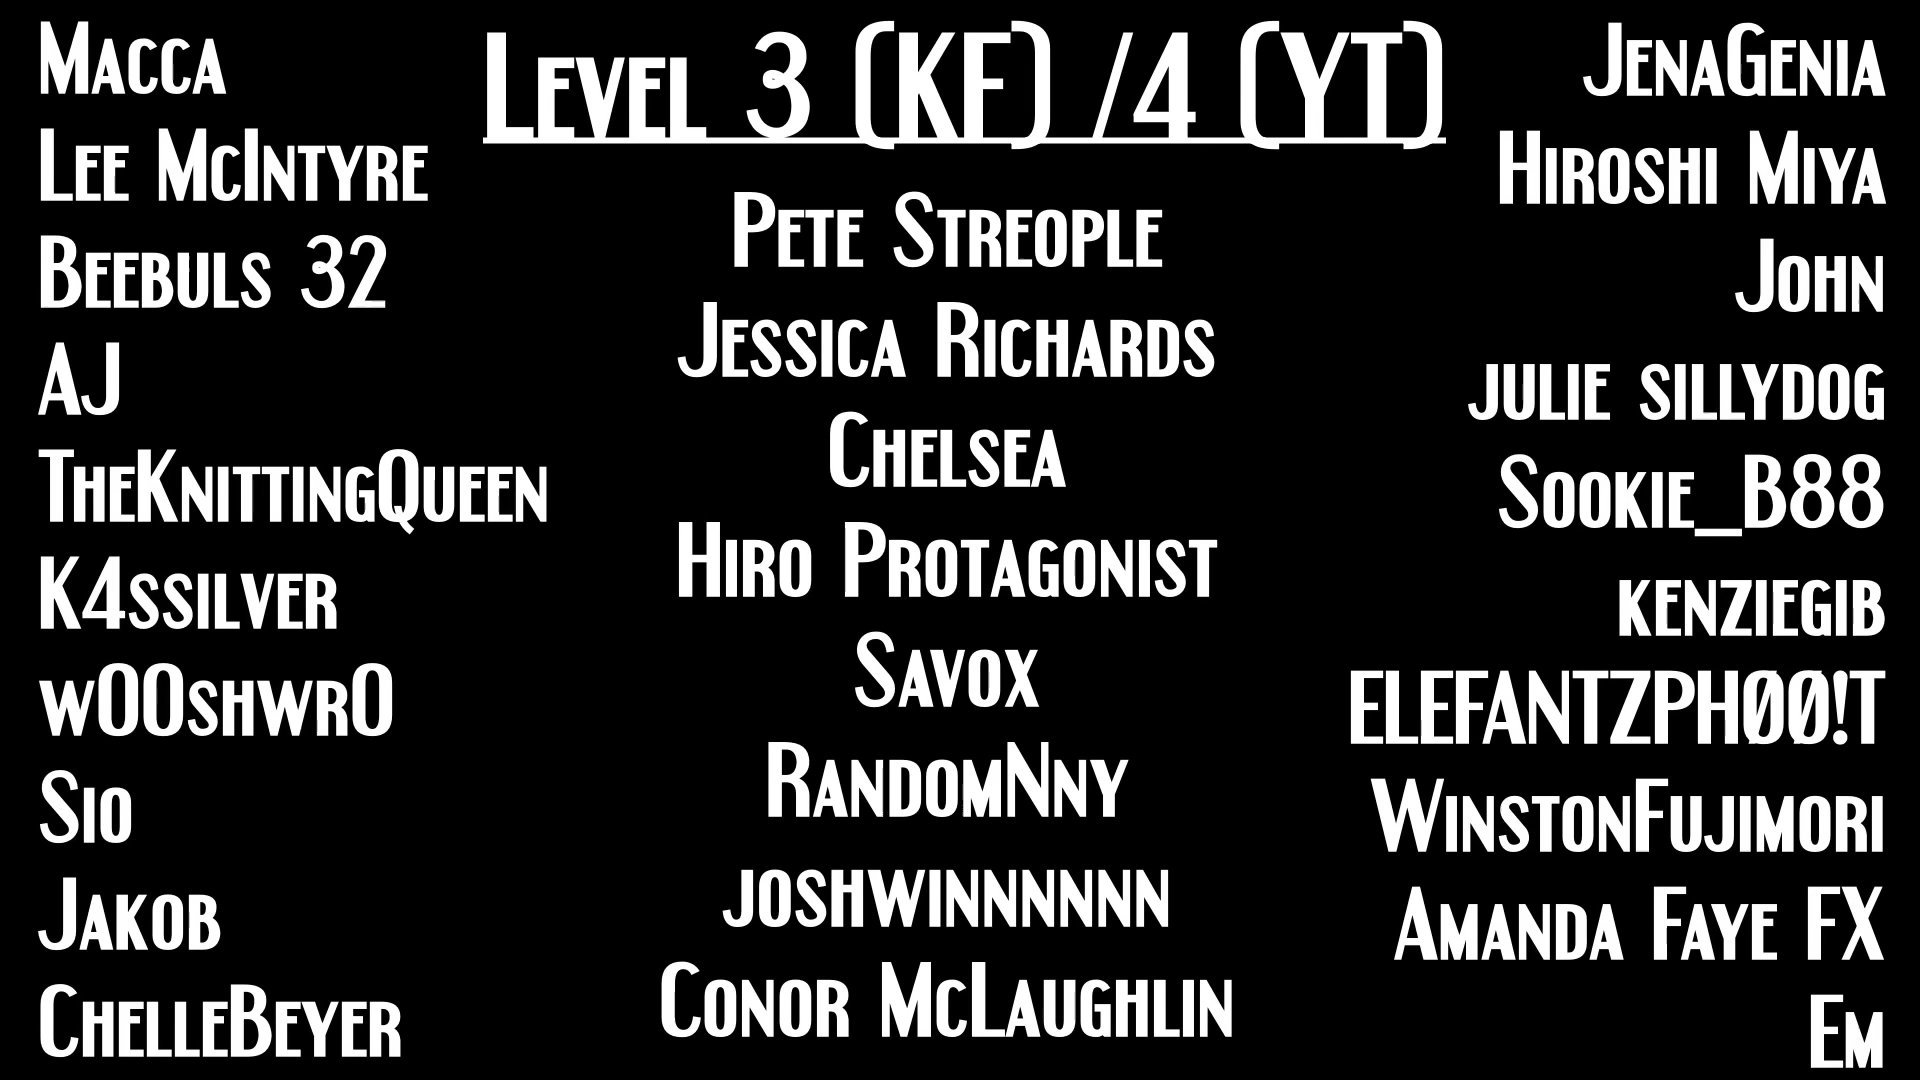 Level 3 (KF) /4 (YT)
Macca
Lee McIntyre
Beebuls 32
AJ
TheKnittingQueen
K4ssilver
w00shwr0
Sio
Jakob
ChelleBeyer
Pete Streople
Jessica Richards
Chelsea
Hiro Protagonist
Savox
RandomNny
joshwinnnnnn
Conor McLaughlin
JenaGenia
Hiroshi Miya
John
julie sillydog
Sookie_B88
kenziegib
ELEFANTZPHØØ!T
WinstonFujimori
Amanda Faye FX
Em